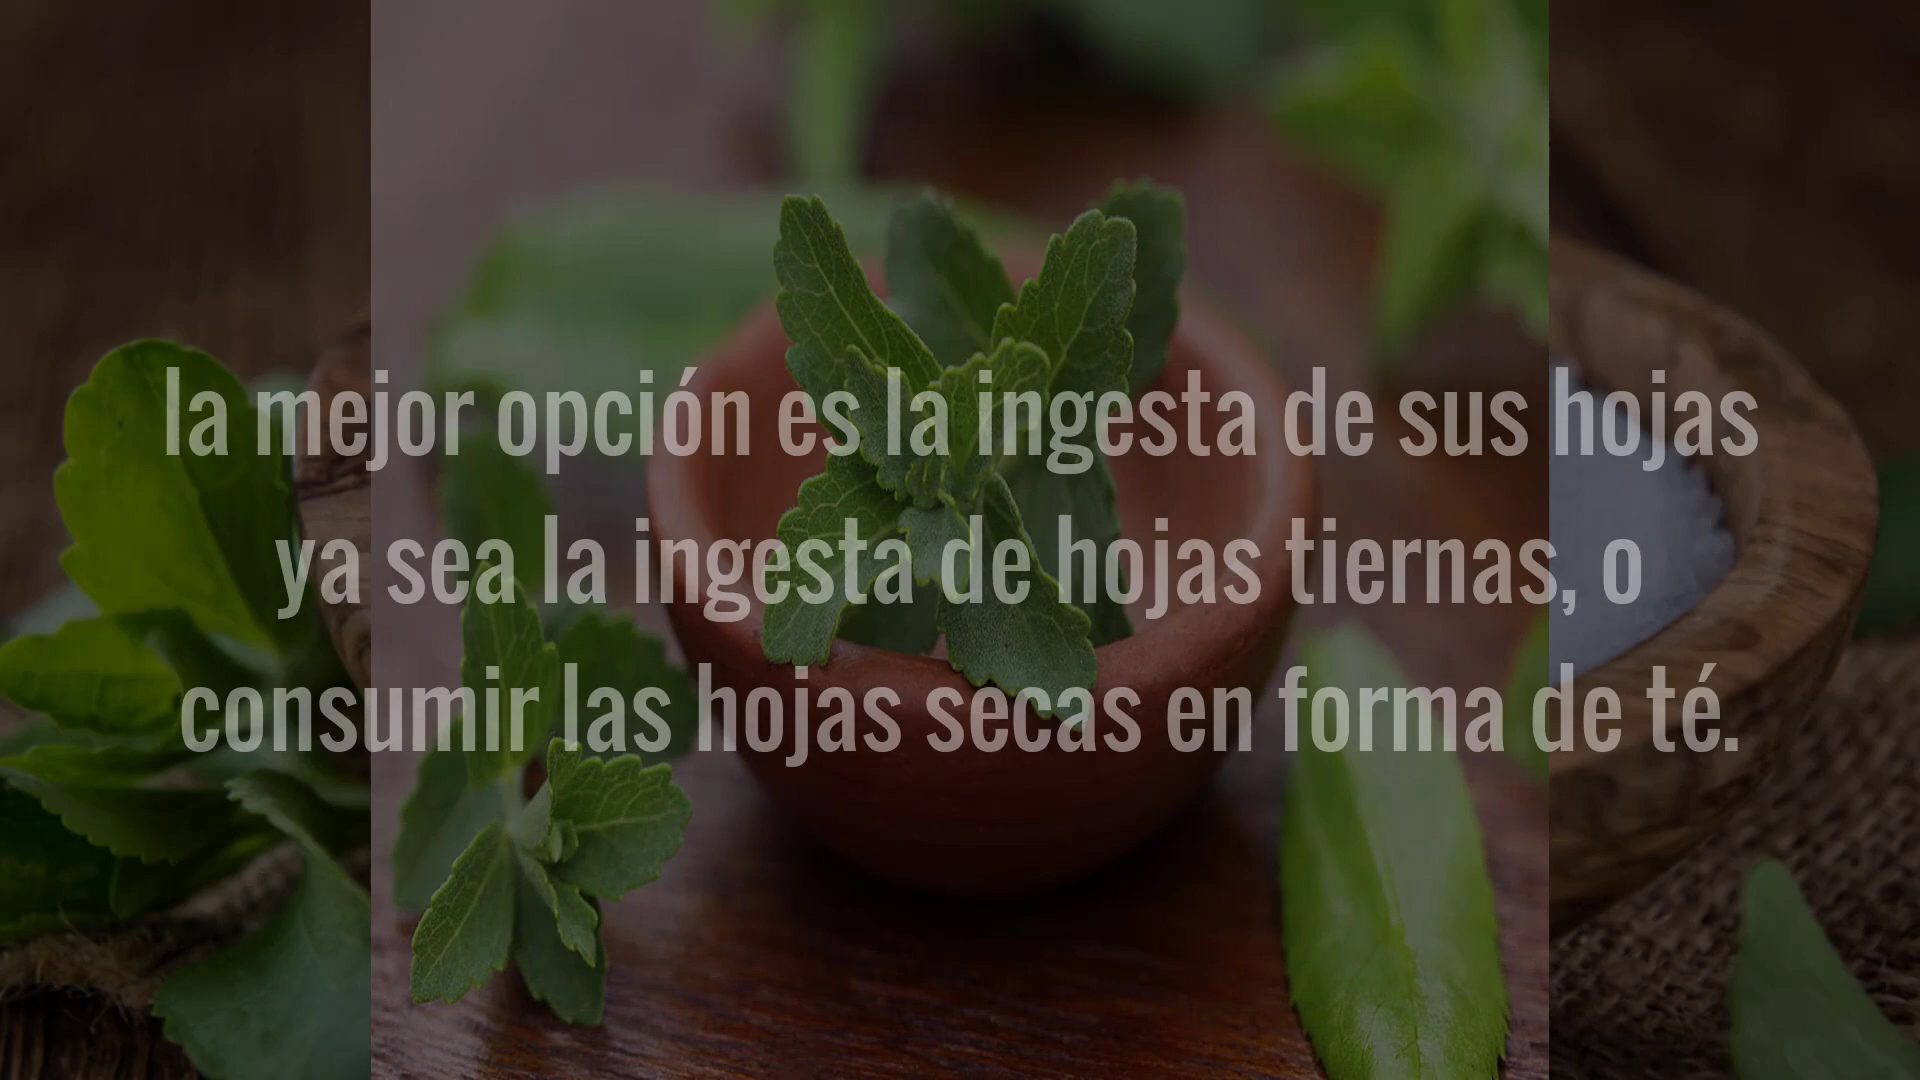 la mejor opción es la ingesta de sus hojas
ya sea la ingesta de hojas tiernas, o
consumir las hojas secas en forma de té.